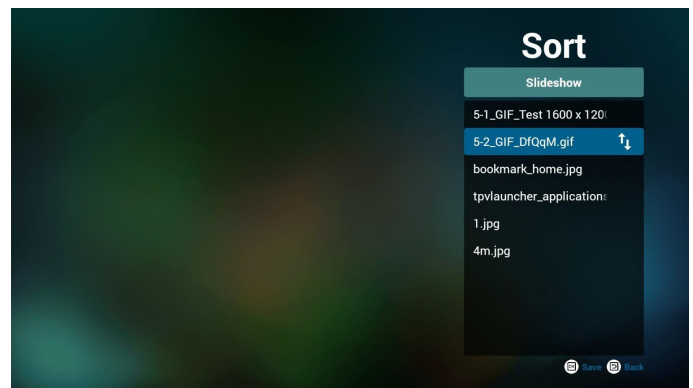 Sort
Slideshow
5-1_GIF_Test 1600 x 120
5-2_GIF_DfQqM.gif
bookmark_home.jpg
tpvlauncher_applications
1.jpg
4m.jpg
Save Back